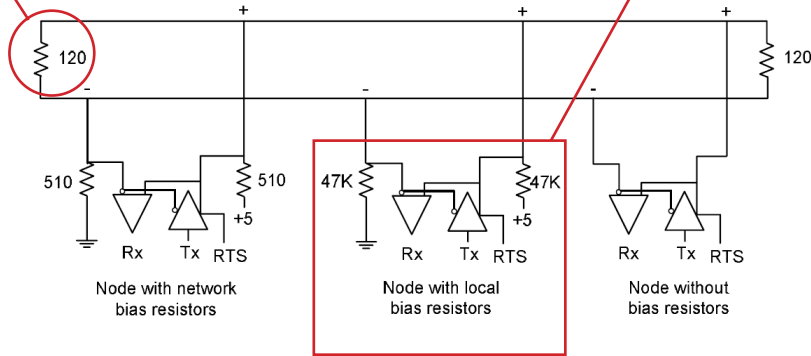 + + +
120 120
- - -
510 510 47K 47K
+5 +5
Rx Tx RTS Rx Tx RTS Rx Tx RTS
Node with network
bias resistors
Node with local
bias resistors
Node without
bias resistors